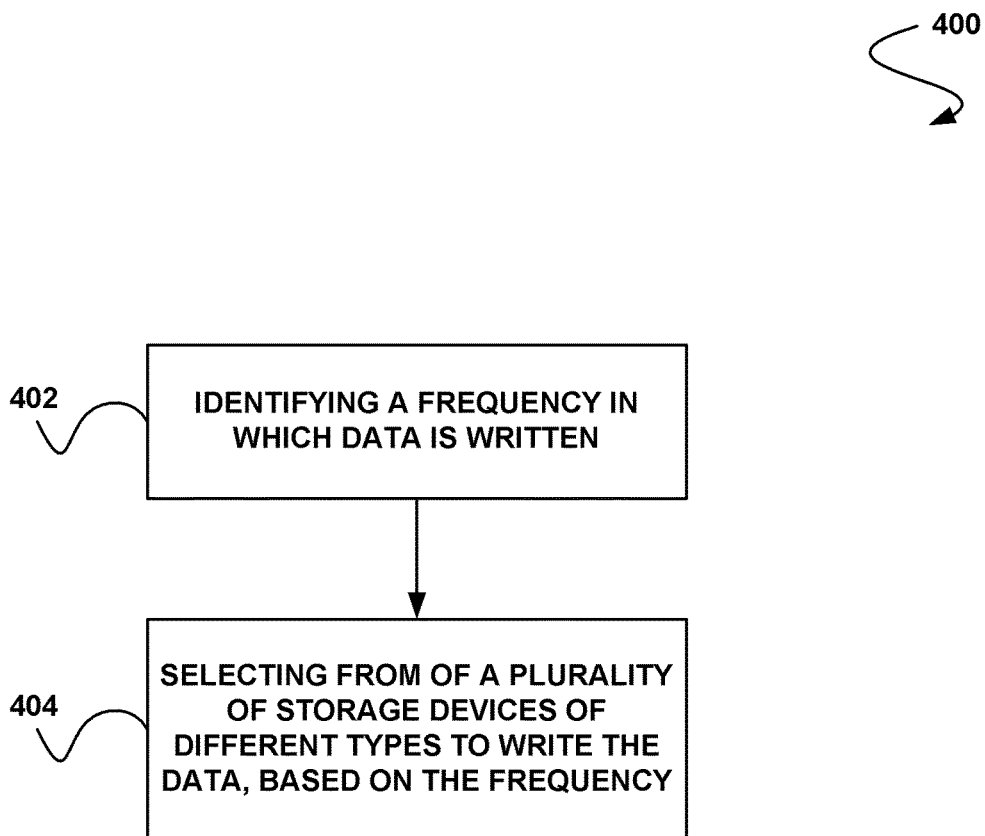 400
402
IDENTIFYING A FREQUENCY IN
WHICH DATA IS WRITTEN
404
SELECTING FROM OF A PLURALITY
OF STORAGE DEVICES OF
DIFFERENT TYPES TO WRITE THE
DATA, BASED ON THE FREQUENCY